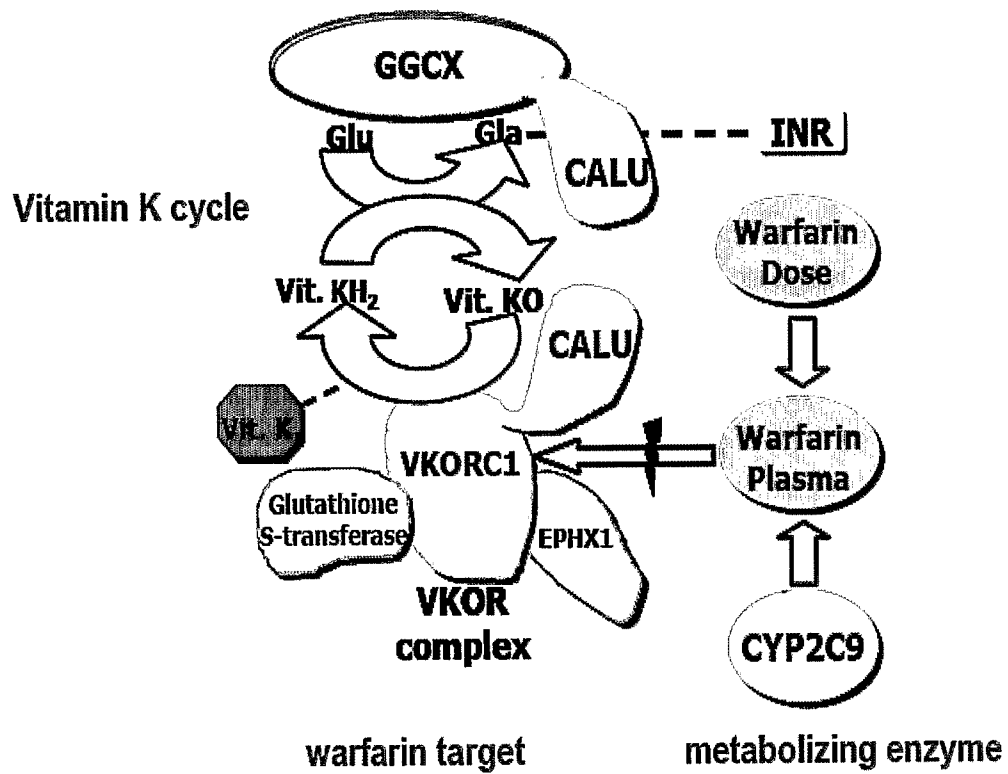 GGCX
Glu
Gla
INR
CALU
Vitamin K cycle
Warfarin
Dose
Vit. KH₂
Vit. KO
CALU
Vit. K
Warfarin
Plasma
VKORC1
Glutathione
S-transferase
EPHX1
VKOR
complex
CYP2C9
warfarin target
metabolizing enzyme